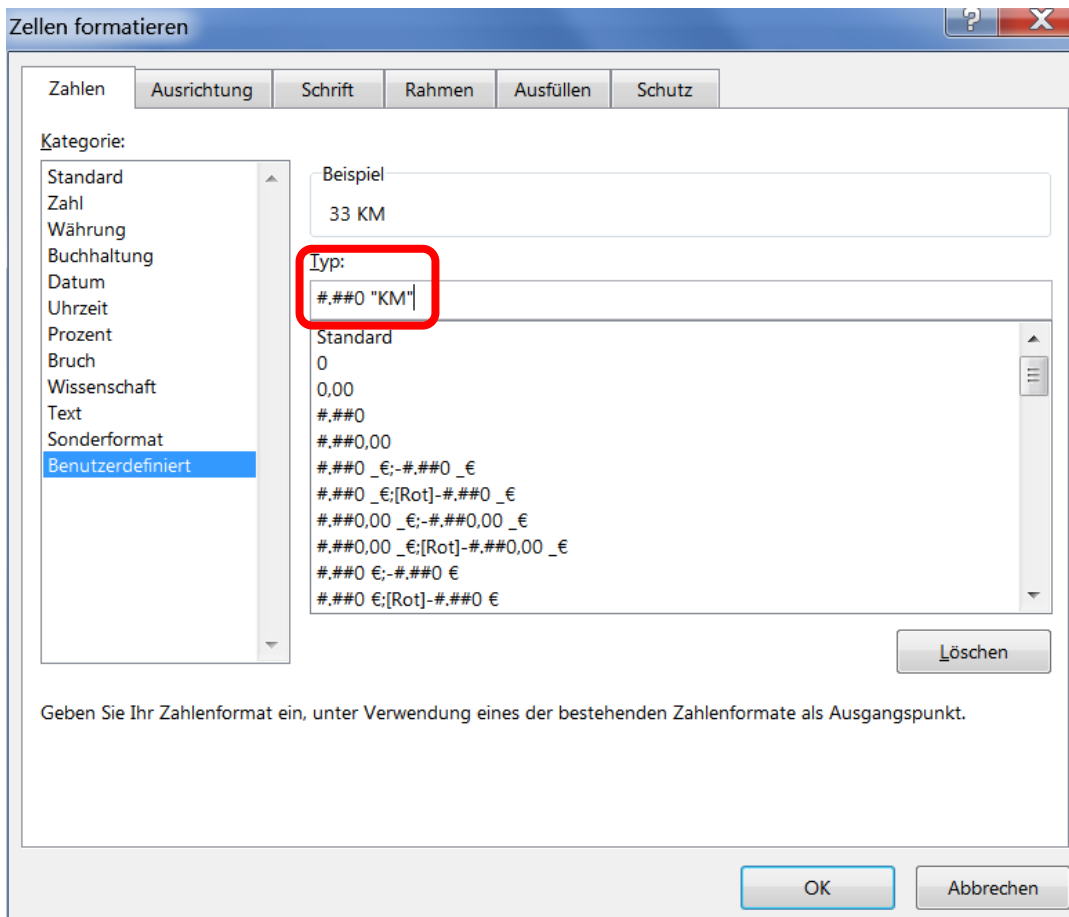 Zellen formatieren
Zahlen Ausrichtung Schrift Rahmen Ausfüllen Schutz
Kategorie:
Standard
Zahl
Währung
Buchhaltung
Datum
Uhrzeit
Prozent
Bruch
Wissenschaft
Text
Sonderformat
Benutzerdefiniert
Beispiel
33 KM
Typ:
#.##0 "KM"
Standard
0
0,00
#.##0
#.##0,00
#.##0 _€;-#.##0 _€
#.##0 _€;[Rot]-#.##0 _€
#.##0,00 _€;-#.##0,00 _€
#.##0,00 _€;[Rot]-#.##0,00 _€
#.##0 €;-#.##0 €
#.##0 €;[Rot]-#.##0 €
Löschen
Geben Sie Ihr Zahlenformat ein, unter Verwendung eines der bestehenden Zahlenformate als Ausgangspunkt.
OK Abbrechen